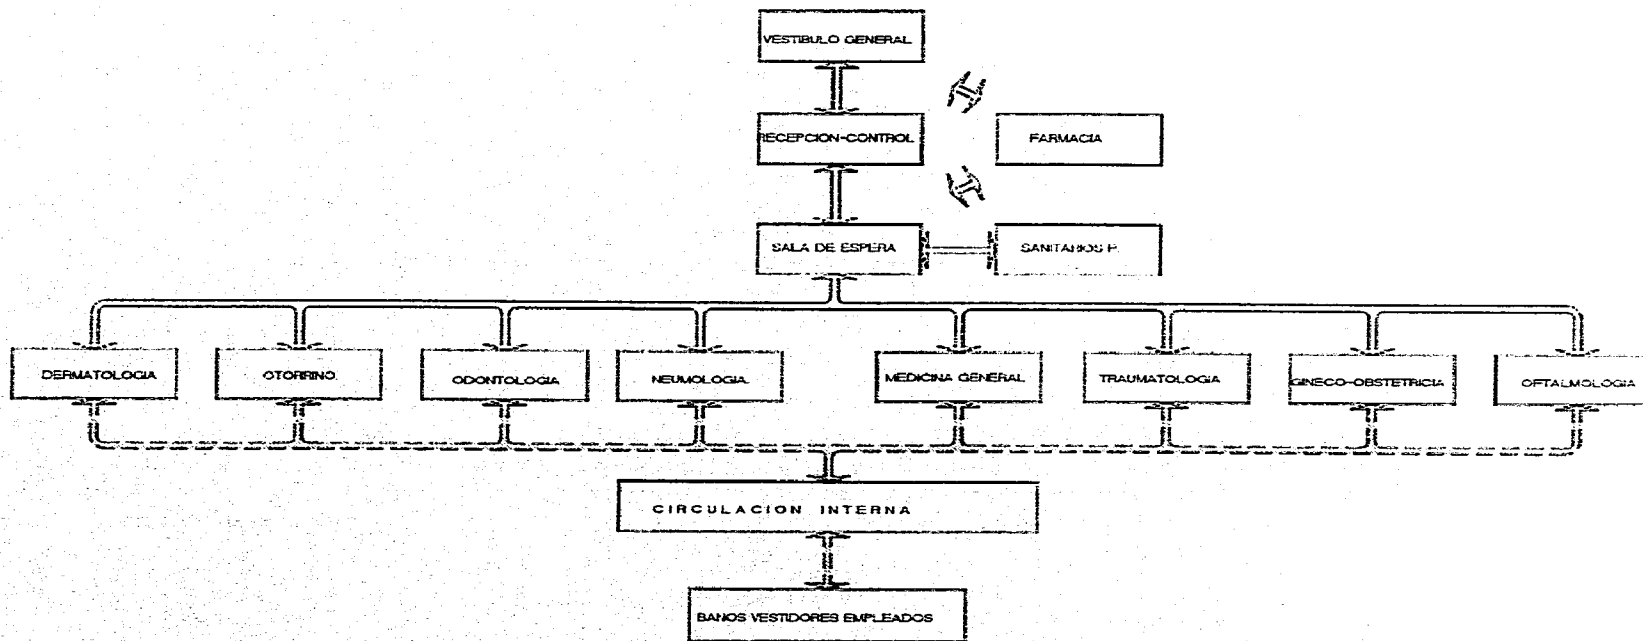 VESTIBULO GENERAL
RECEPCION-CONTROL
FARMACIA
SALA DE ESPERA
SANITARIOS P.
DERMATOLOGIA
OTORRINO.
ODONTOLOGIA
NEUMOLOGIA.
MEDICINA GENERAL
TRAUMATOLOGIA
GINECO-OBSTETRICIA
OFTALMOLOGIA
CIRCULACION INTERNA
BANOS VESTIDORES EMPLEADOS